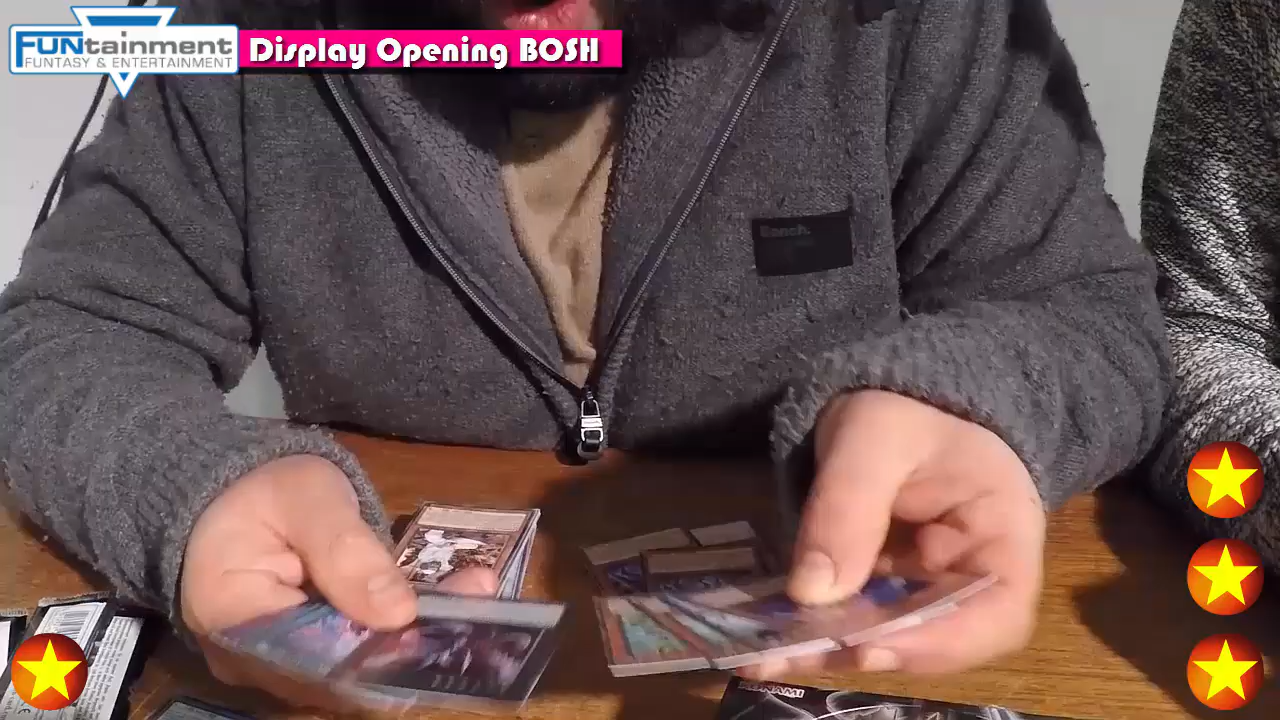 FUNtainment
FUNTASY & ENTERTAINMENT
Display Opening BOSH
Bench.
KONAMI